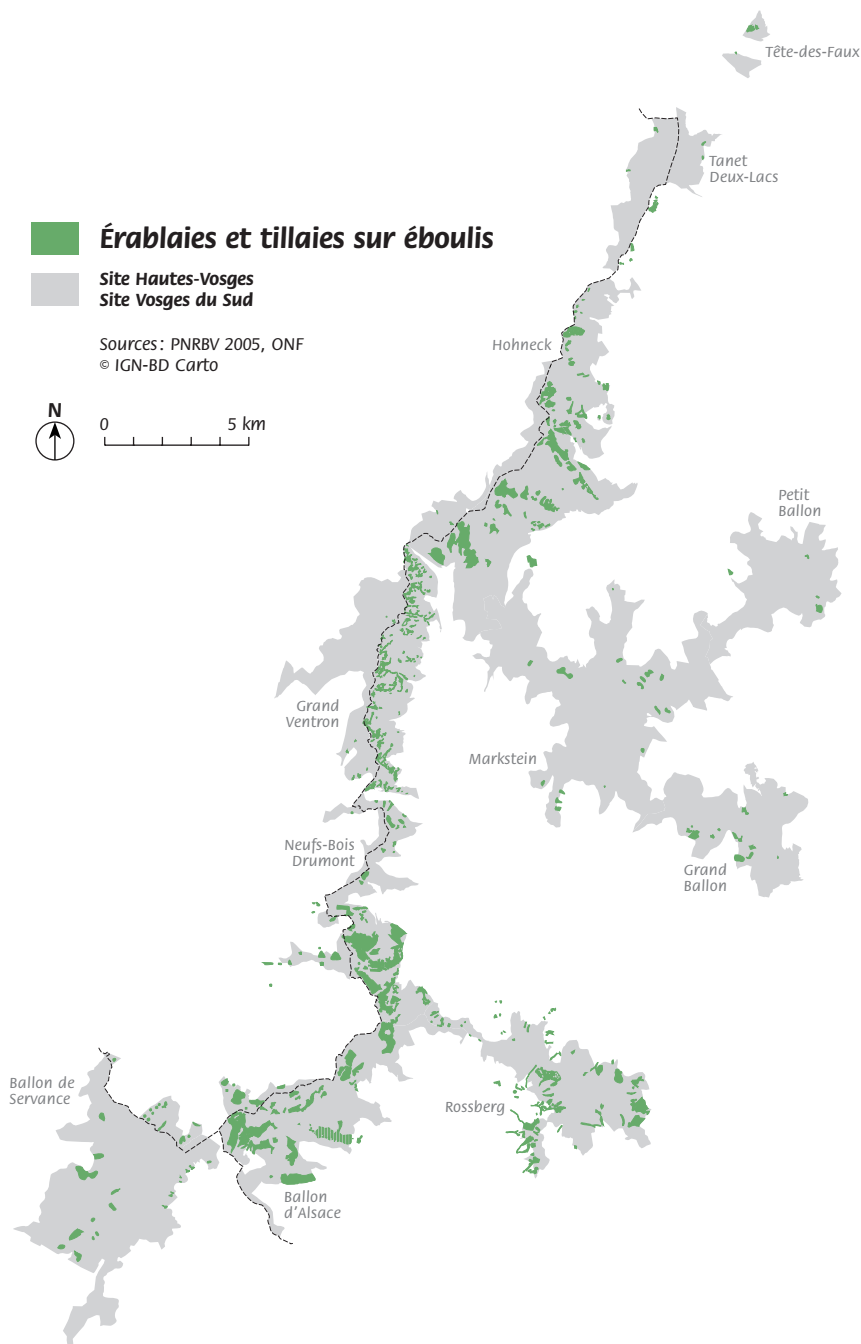 Tête-des-Faux
Tanet
Deux-Lacs
Érablaies et tillaies sur éboulis
Site Hautes-Vosges
Site Vosges du Sud
Sources : PNRBV 2005, ONF
© IGN-BD Carto
Hohneck
N
0 5 km
Petit
Ballon
Grand
Ventron
Markstein
Neufs-Bois
Drumont
Grand
Ballon
Ballon de
Servance
Rossberg
Ballon
d'Alsace